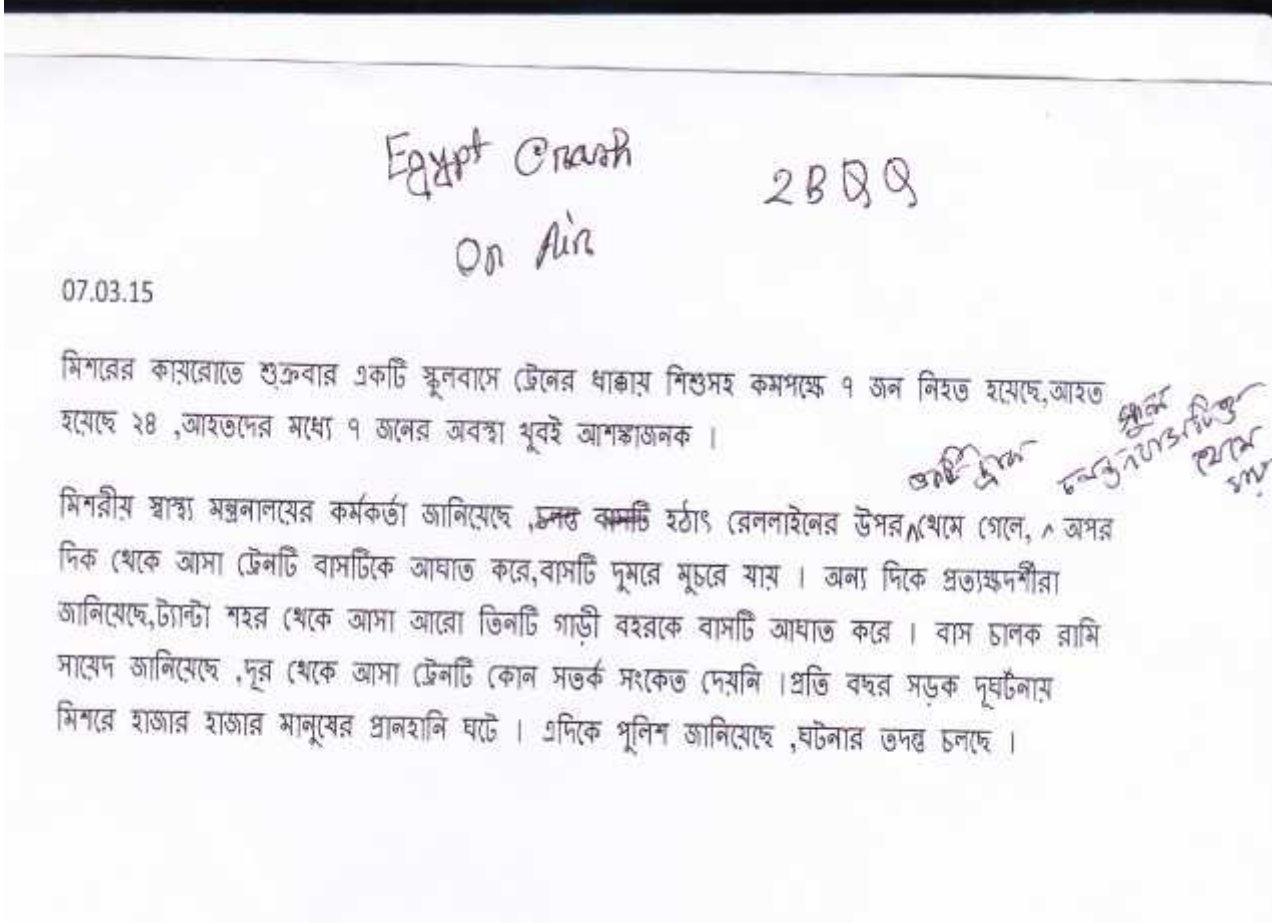 Egypt Crash
2BQQ
On Air
07.03.15
মিশরের কায়রোতে শুক্রবার একটি স্কুলবাসে ট্রেনের ধাক্কায় শিশুসহ কমপক্ষে ৭ জন নিহত হয়েছে,আহত
হয়েছে ২৪ ,আহতদের মধ্যে ৭ জনের অবস্থা খুবই আশঙ্কাজনক ।
একটি ট্রাক
স্কুল
চলন্ত
থেমে
মিশরীয় স্বাস্থ্য মন্ত্রনালয়ের কর্মকর্তা জানিয়েছে ,চলন্ত বাসটি হঠাৎ রেললাইনের উপর থেমে গেলে, অপর
দিক থেকে আসা ট্রেনটি বাসটিকে আঘাত করে,বাসটি দূমরে মুচরে যায় । অন্য দিকে প্রত্যক্ষদর্শীরা
জানিয়েছে,ট্যান্টা শহর থেকে আসা আরো তিনটি গাড়ী বহরকে বাসটি আঘাত করে । বাস চালক রামি
সায়েদ জানিয়েছে ,দূর থেকে আসা ট্রেনটি কোন সতর্ক সংকেত দেয়নি ।প্রতি বছর সড়ক দূর্ঘটনায়
মিশরে হাজার হাজার মানুষের প্রানহানি ঘটে । এদিকে পুলিশ জানিয়েছে ,ঘটনার তদন্ত চলছে ।